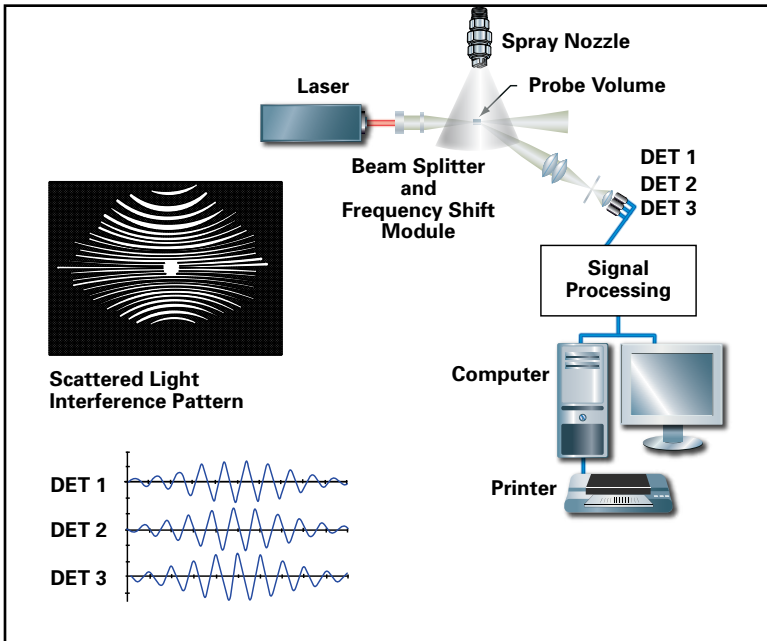 Spray Nozzle
Laser
Probe Volume
Beam Splitter
and
Frequency Shift
Module
DET 1
DET 2
DET 3
Signal
Processing
Computer
Scattered Light
Interference Pattern
Printer
DET 1
DET 2
DET 3